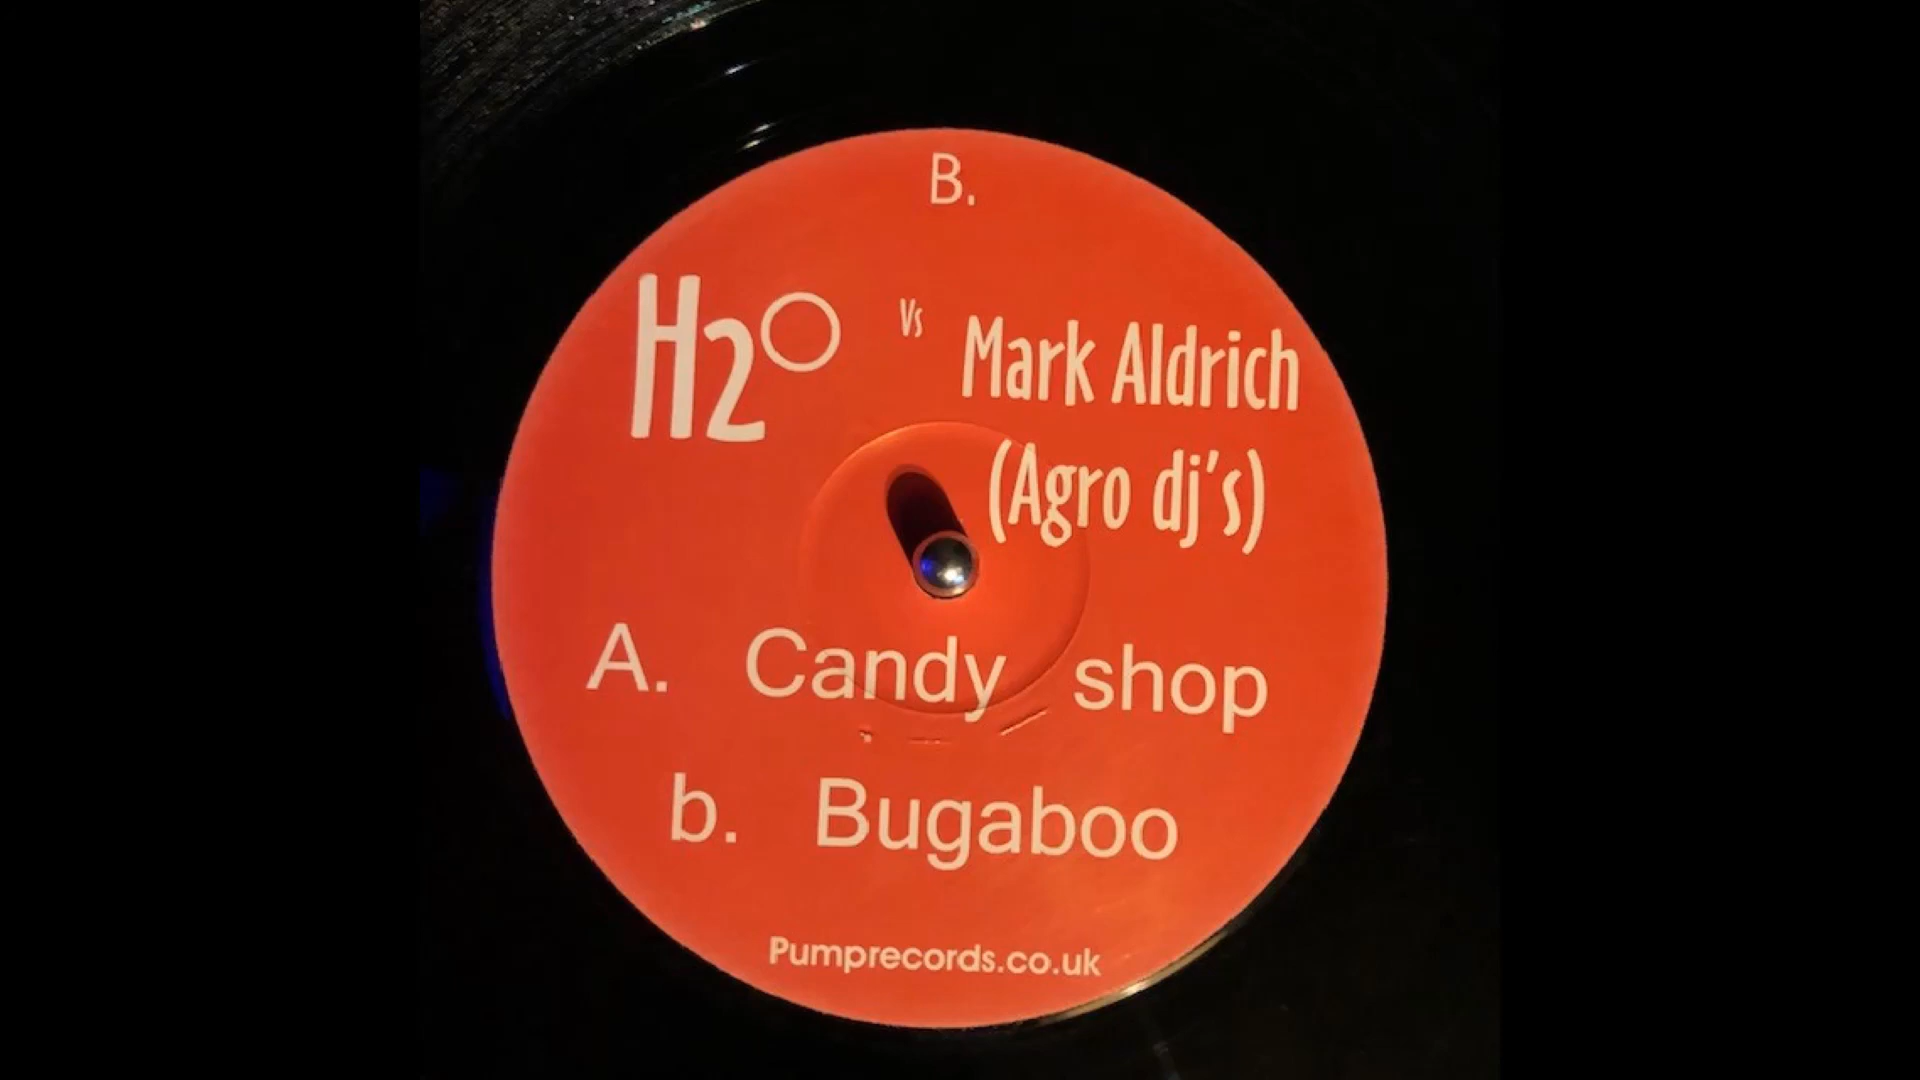 B.
H2O Vs Mark Aldrich
(Agro dj's)
A. Candy shop
b. Bugaboo
Pumprecords.co.uk